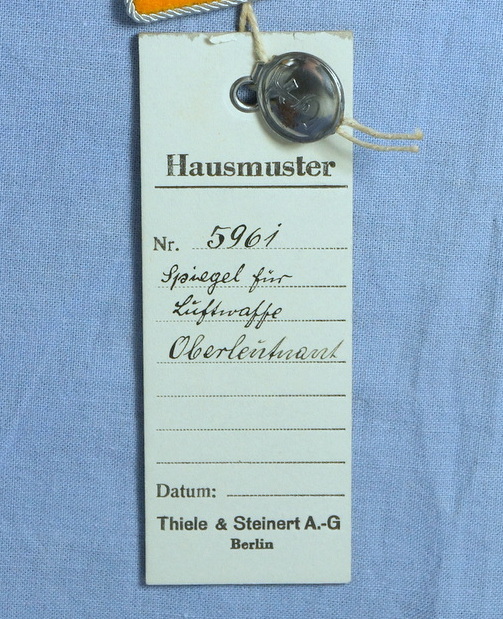 Hausmuster
Nr. 5961
Spiegel für
Luftwaffe
Oberleutnant
Datum:
Thiele & Steinert A.-G
Berlin